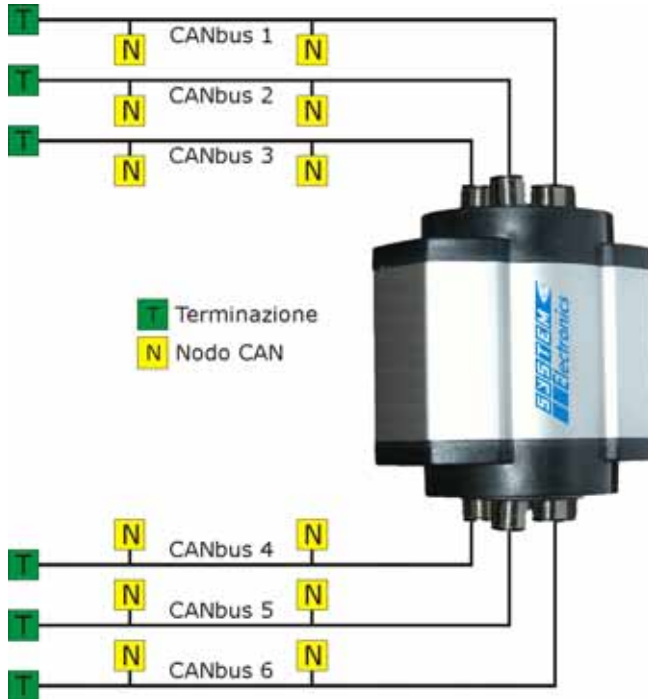 T
CANbus 1
N N
T
CANbus 2
N N
T
CANbus 3
N N
T Terminazione
N Nodo CAN
SYSTEM
Electronics
N N
CANbus 4
T
N N
CANbus 5
T
N N
CANbus 6
T